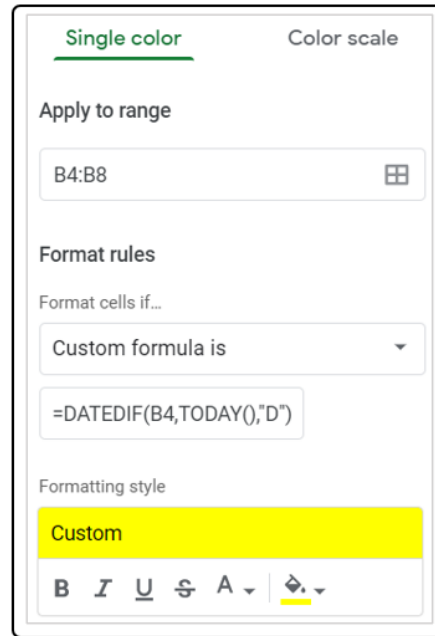 Single color Color scale
Apply to range
B4:B8
Format rules
Format cells if…
Custom formula is
=DATEDIF(B4,TODAY(),"D")
Formatting style
Custom
B I U S A